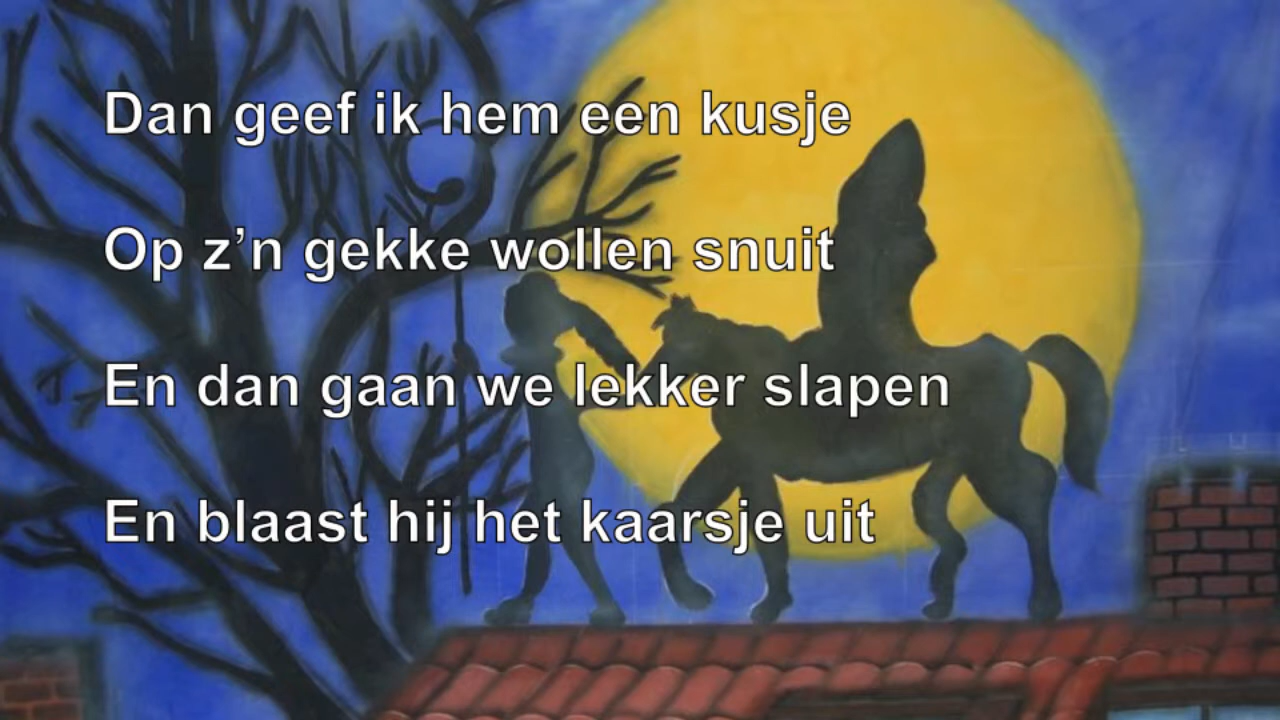 Dan geef ik hem een kusje
Op z’n gekke wollen snuit
En dan gaan we lekker slapen
En blaast hij het kaarsje uit